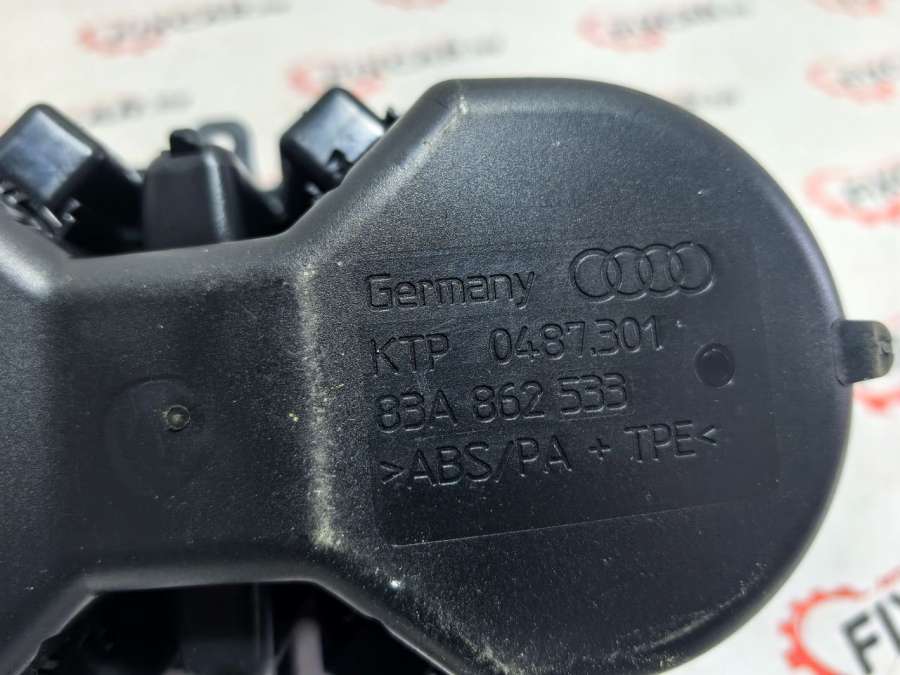 Germany
KTP 0487.301
83A 862 533
>ABS/PA + TPE<